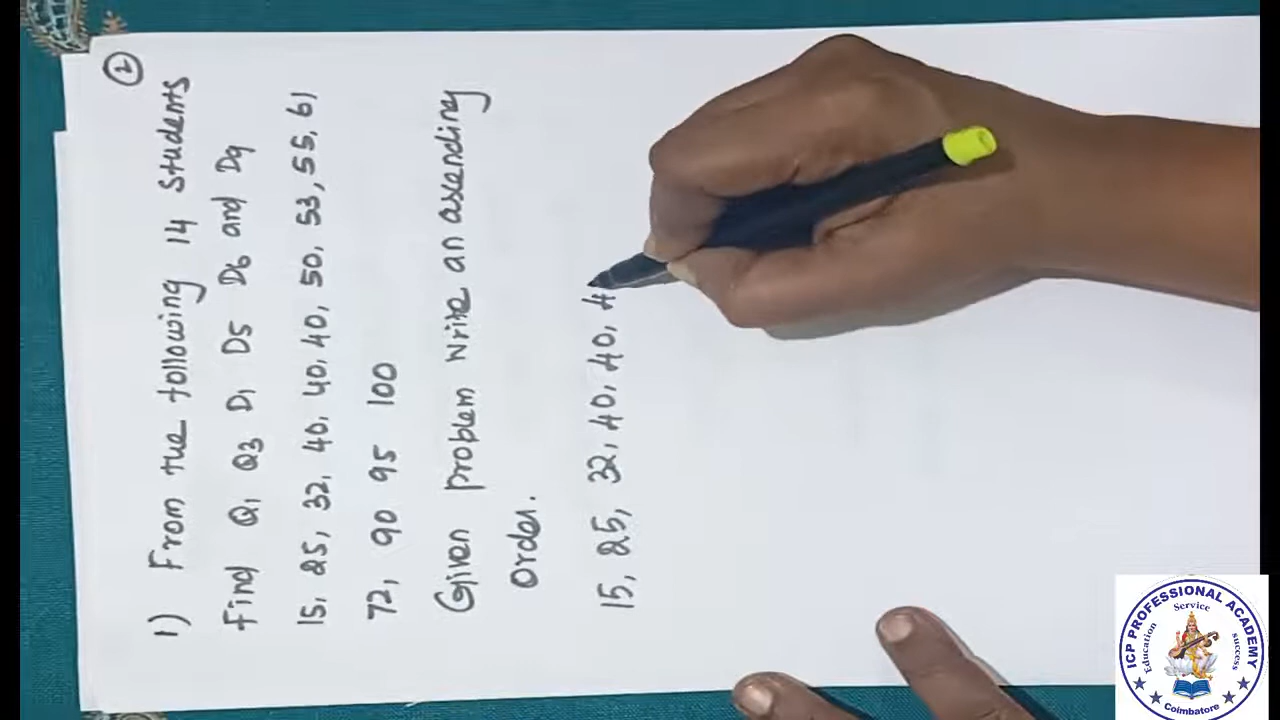 ②
1) From the following 14 students
Find Q1 Q3 D1 D5 D6 and D9
15, 25, 32, 40, 40, 40, 50, 53, 55, 61
72, 90 95 100
Given problem write an ascending
order.
15, 25, 32, 40, 40, 4
ICP PROFESSIONAL ACADEMY
Service
Education
success
Coimbatore